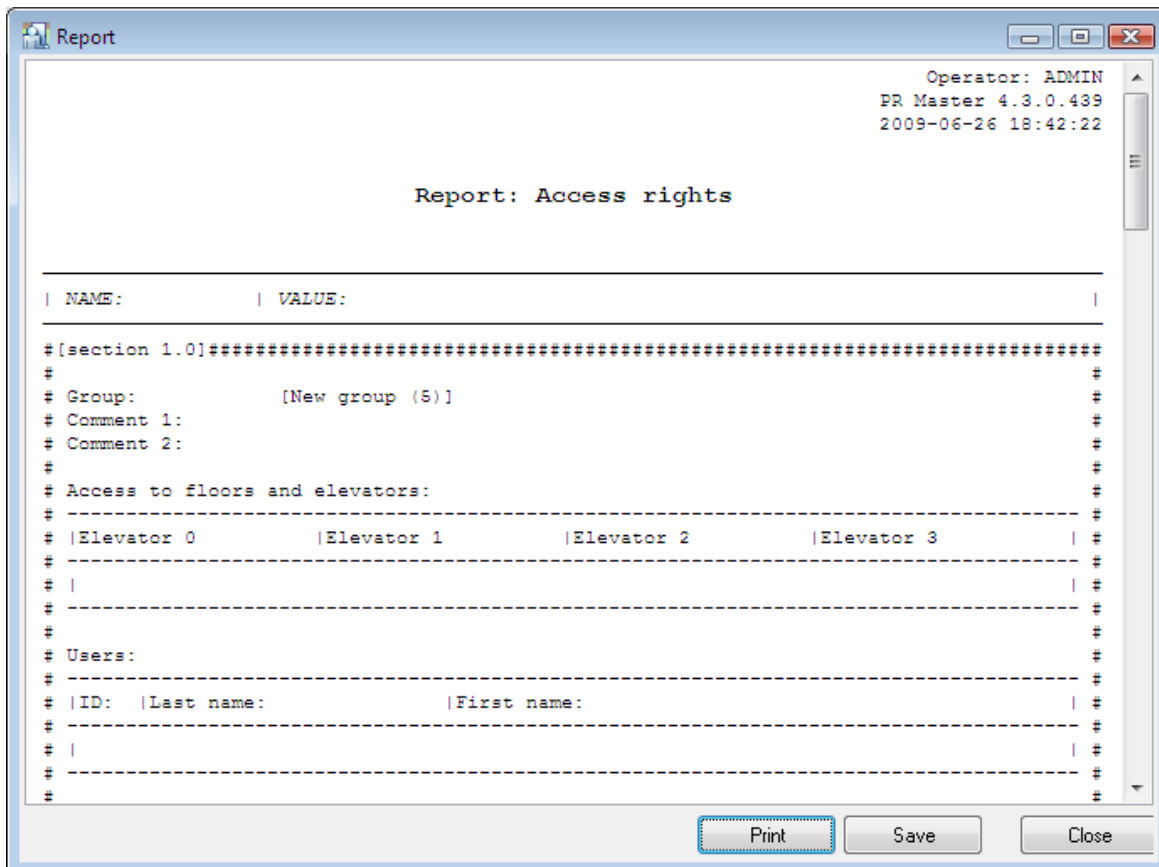 Report
Operator: ADMIN
PR Master 4.3.0.439
2009-06-26 18:42:22
Report: Access rights
| NAME: | VALUE: |
#[section 1.0]############################################################################
# #
# Group: [New group (5)] #
# Comment 1: #
# Comment 2: #
# #
# Access to floors and elevators: #
# -------------------------------------------------------------------------------------- #
# |Elevator 0 |Elevator 1 |Elevator 2 |Elevator 3 | #
# -------------------------------------------------------------------------------------- #
# | | #
# -------------------------------------------------------------------------------------- #
# #
# Users: #
# -------------------------------------------------------------------------------------- #
# |ID: |Last name: |First name: | #
# -------------------------------------------------------------------------------------- #
# | | #
# -------------------------------------------------------------------------------------- #
# #
Print Save Close